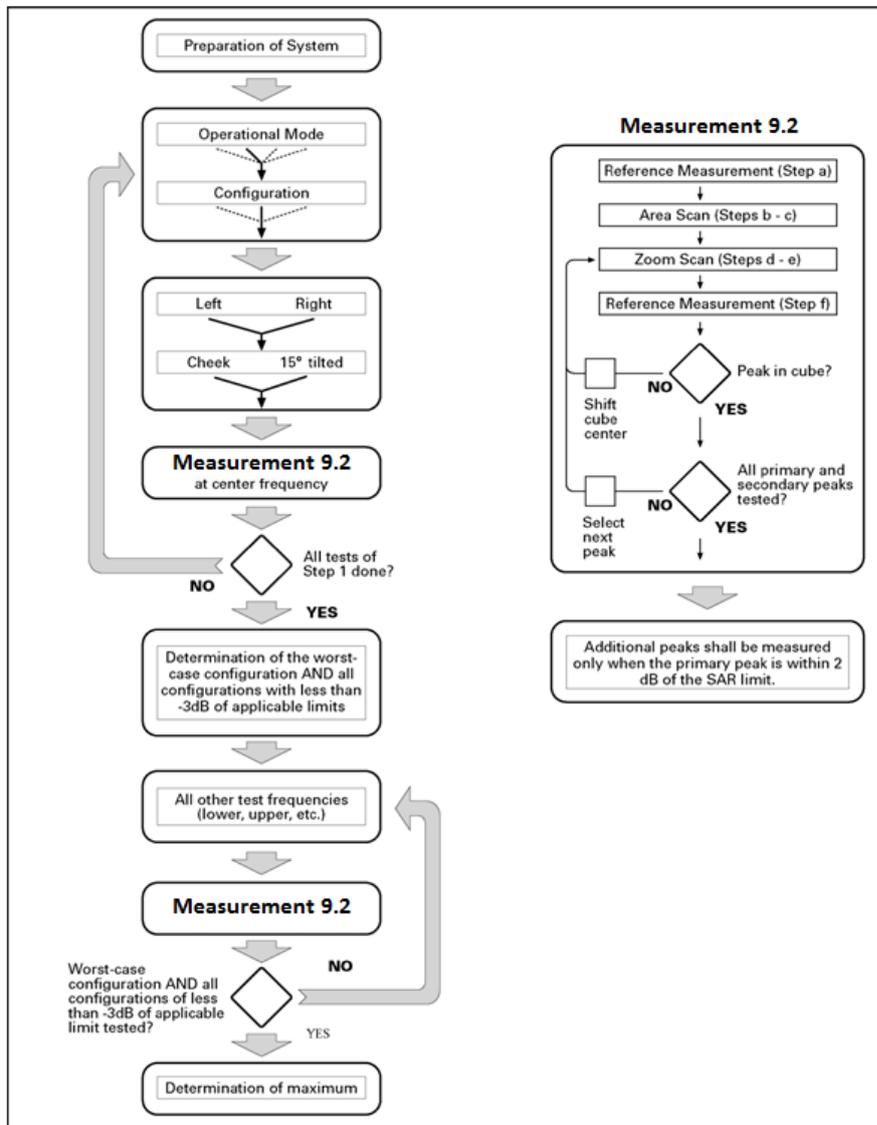 Preparation of System
Operational Mode
Configuration
Left Right
Cheek 15° tilted
Measurement 9.2
at center frequency
All tests of
Step 1 done?
NO
YES
Determination of the worst-
case configuration AND all
configurations with less than
-3dB of applicable limits
All other test frequencies
(lower, upper, etc.)
Measurement 9.2
Worst-case
configuration AND all
configurations of less
than -3dB of applicable
limit tested?
NO
YES
Determination of maximum
Measurement 9.2
Reference Measurement (Step a)
Area Scan (Steps b - c)
Zoom Scan (Steps d - e)
Reference Measurement (Step f)
Peak in cube?
NO
YES
Shift
cube
center
All primary and
secondary peaks
tested?
NO
YES
Select
next
peak
Additional peaks shall be measured
only when the primary peak is within 2
dB of the SAR limit.